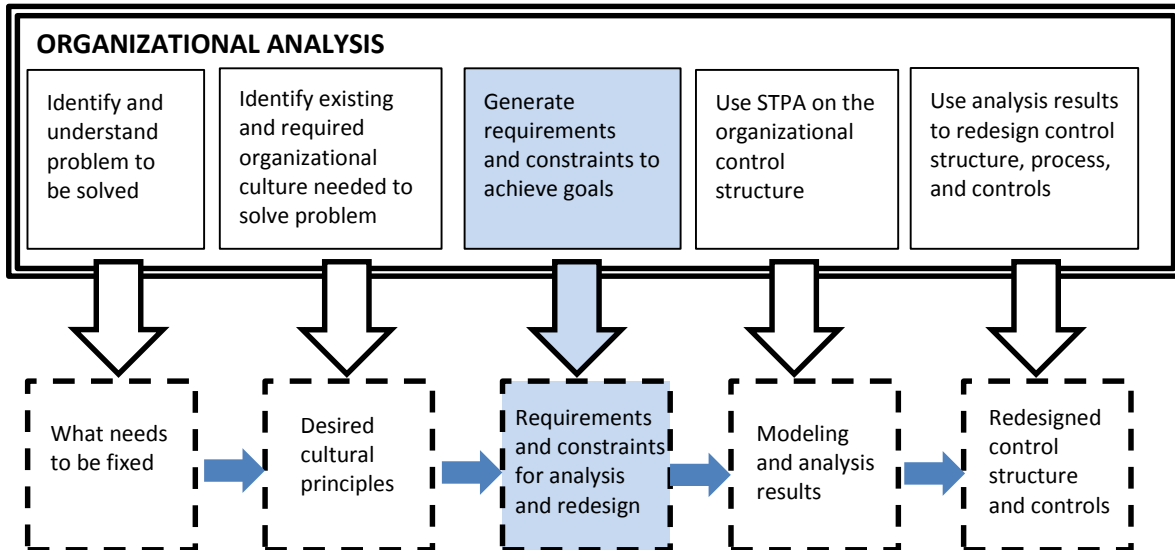 ORGANIZATIONAL ANALYSIS
Identify and
understand
problem to
be solved
Identify existing
and required
organizational
culture needed to
solve problem
Generate
requirements
and constraints to
achieve goals
Use STPA on the
organizational
control
structure
Use analysis results
to redesign control
structure, process,
and controls
What needs
to be fixed
Desired
cultural
principles
Requirements
and constraints
for analysis
and redesign
Modeling
and analysis
results
Redesigned
control
structure
and controls